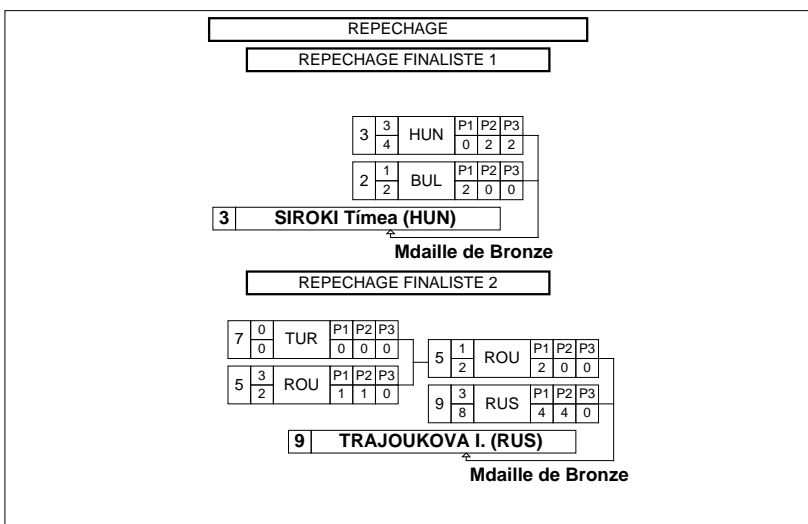 REPECHAGE
REPECHAGE FINALISTE 1
3 3 HUN P1 P2 P3
4 0 2 2
2 1 BUL P1 P2 P3
2 2 0 0
3 SIROKI Tímea (HUN)
Mdaille de Bronze
REPECHAGE FINALISTE 2
7 0 TUR P1 P2 P3
0 0 0 0
5 3 ROU P1 P2 P3
2 1 1 0
5 1 ROU P1 P2 P3
2 2 0 0
9 3 RUS P1 P2 P3
8 4 4 0
9 TRAJOUKOVA I. (RUS)
Mdaille de Bronze